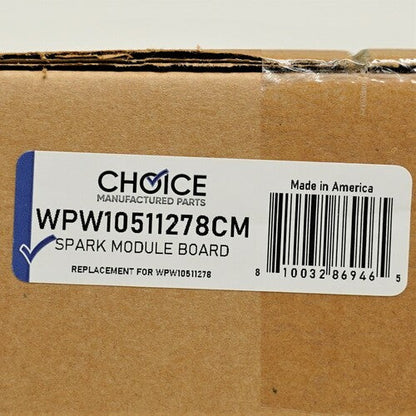 CHOICE
MANUFACTURED PARTS
WPW10511278CM
SPARK MODULE BOARD
REPLACEMENT FOR WPW10511278
Made in America
8 10032 86946 5